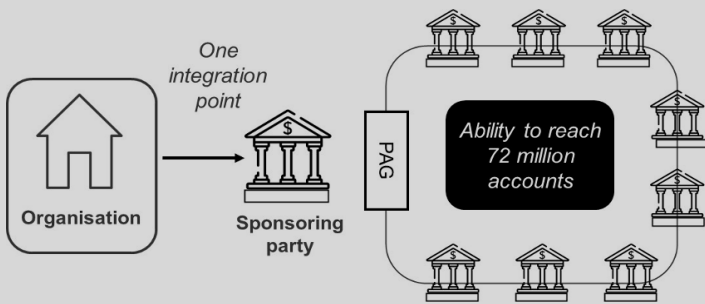 One
integration
point
Organisation
$
Sponsoring
party
PAG
$
$
$
$
$
$
$
$
Ability to reach
72 million
accounts